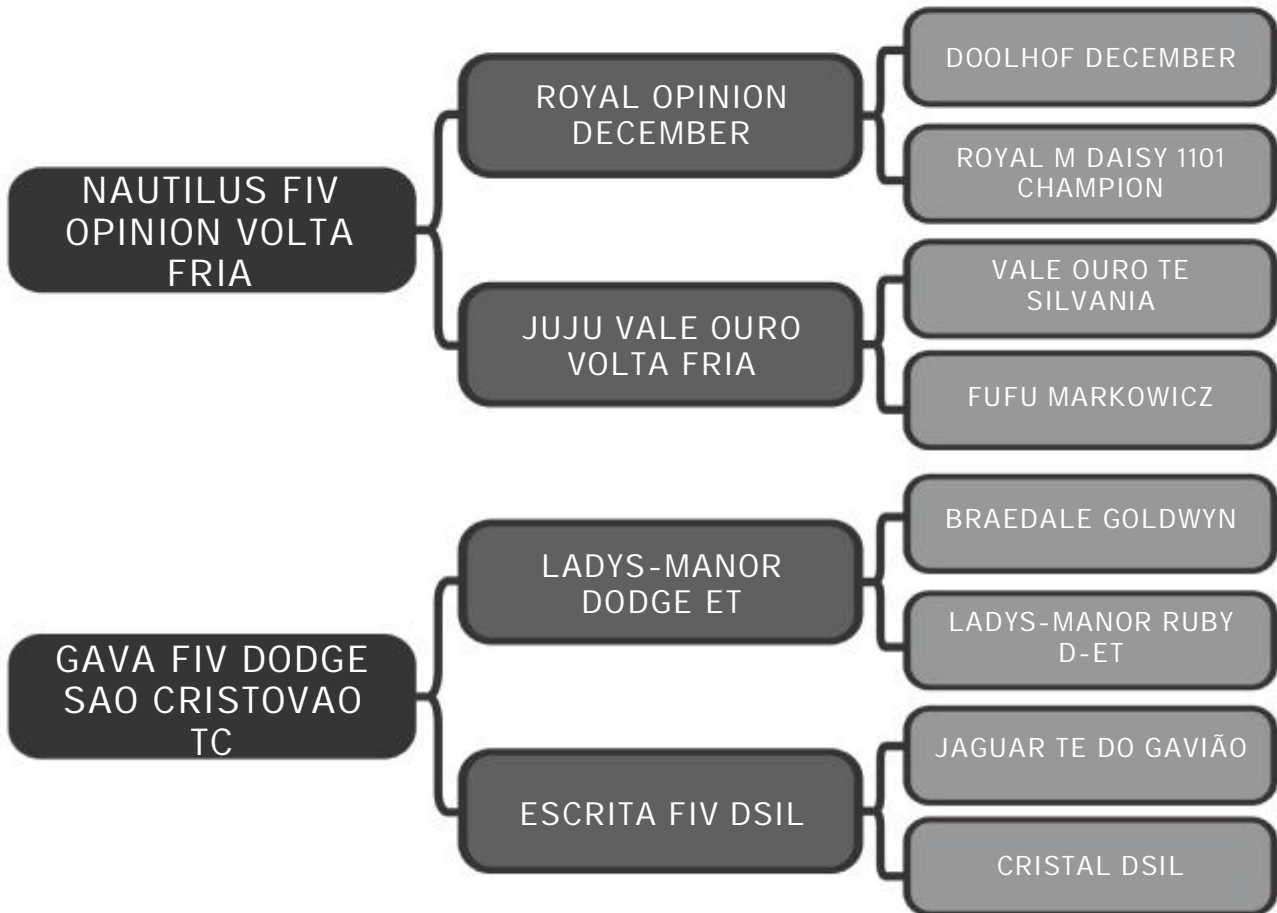 NAUTILUS FIV
OPINION VOLTA
FRIA
ROYAL OPINION
DECEMBER
DOOLHOF DECEMBER
ROYAL M DAISY 1101
CHAMPION
JUJU VALE OURO
VOLTA FRIA
VALE OURO TE
SILVANIA
FUFU MARKOWICZ
GAVA FIV DODGE
SAO CRISTOVAO
TC
LADYS-MANOR
DODGE ET
BRAEDALE GOLDWYN
LADYS-MANOR RUBY
D-ET
ESCRITA FIV DSIL
JAGUAR TE DO GAVIÃO
CRISTAL DSIL